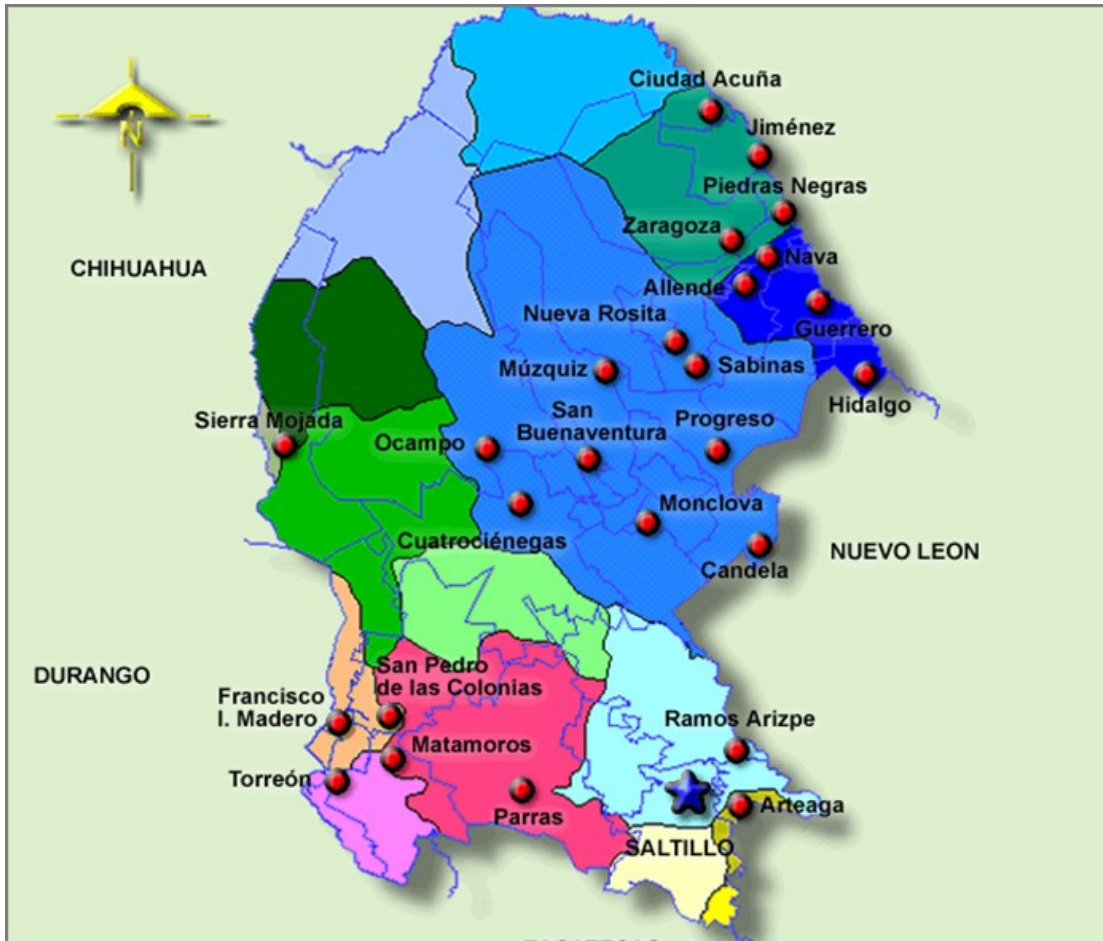 Ciudad Acuña
Jiménez
N
Piedras Negras
Zaragoza
Nava
CHIHUAHUA
Allende
Nueva Rosita
Guerrero
Múzquiz
Sabinas
Hidalgo
Sierra Mojada
San
Buenaventura
Progreso
Ocampo
Monclova
Cuatrociénegas
NUEVO LEON
Candela
DURANGO
San Pedro
de las Colonias
Francisco
I. Madero
Ramos Arizpe
Matamoros
Torreón
Arteaga
Parras
SALTILLO